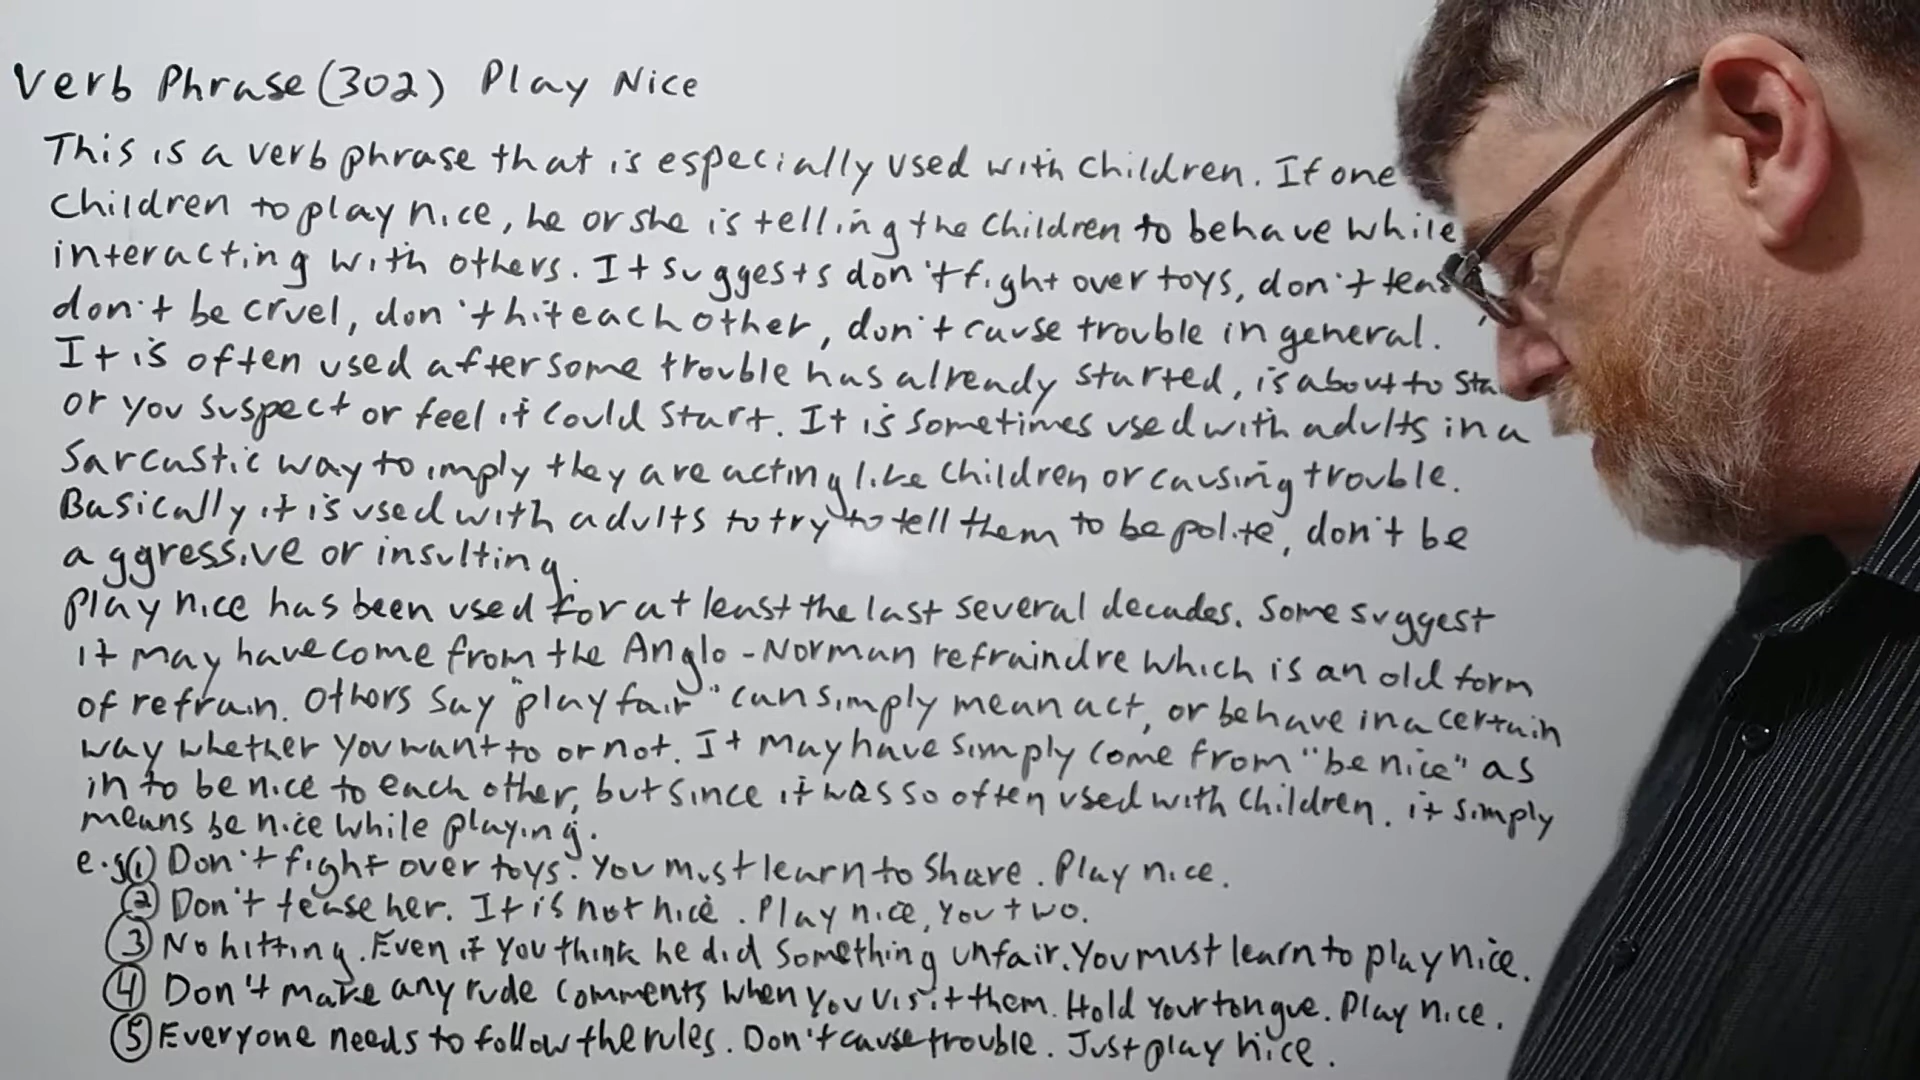 Verb Phrase (302) Play Nice
This is a verb phrase that is especially used with children. If one
children to play nice, he or she is telling the children to behave while
interacting with others. It suggests don't fight over toys, don't teas
don't be cruel, don't hit each other, don't cause trouble in general.
It is often used after some trouble has already started, is about to sta
or you suspect or feel it could start. It is sometimes used with adults in a
sarcastic way to imply they are acting like children or causing trouble.
Basically it is used with adults to try to tell them to be polite, don't be
aggressive or insulting.
Play nice has been used for at least the last several decades. Some suggest
it may have come from the Anglo-Norman refraindre which is an old form
of refrain. Others say "play fair" can simply mean act, or behave in a certain
way whether you want to or not. It may have simply come from "be nice" as
in to be nice to each other, but since it was so often used with children. it simply
means be nice while playing.
e.g. (1) Don't fight over toys. You must learn to share. Play nice.
(2) Don't tease her. It is not nice. Play nice, you two.
(3) No hitting. Even if you think he did something unfair. You must learn to play nice.
(4) Don't make any rude comments when you visit them. Hold your tongue. Play nice.
(5) Everyone needs to follow the rules. Don't cause trouble. Just play nice.